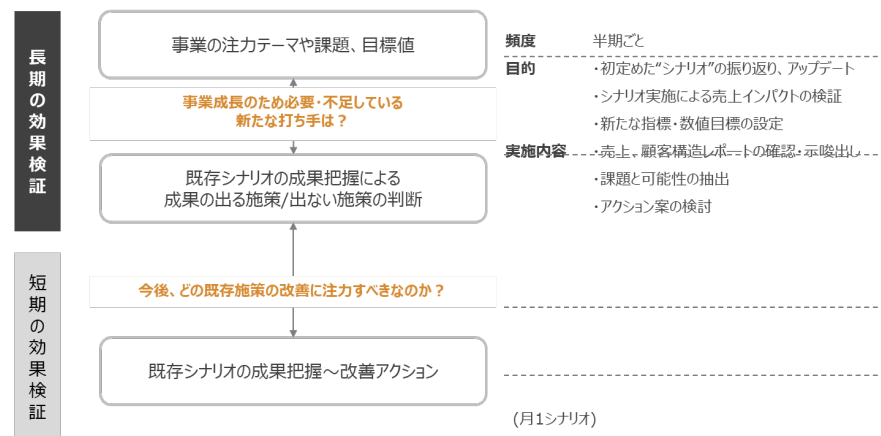 長期の効果検証
事業の注力テーマや課題、目標値
事業成長のため必要・不足している
新たな打ち手は？
既存シナリオの成果把握による
成果の出る施策/出ない施策の判断
頻度 半期ごと
目的 ・初定めた“シナリオ”の振り返り、アップデート
・シナリオ実施による売上インパクトの検証
・新たな指標・数値目標の設定
実施内容 ・売上、顧客構造レポートの確認・示唆出し
・課題と可能性の抽出
・アクション案の検討
短期の効果検証
今後、どの既存施策の改善に注力すべきなのか？
既存シナリオの成果把握～改善アクション
(月1シナリオ)